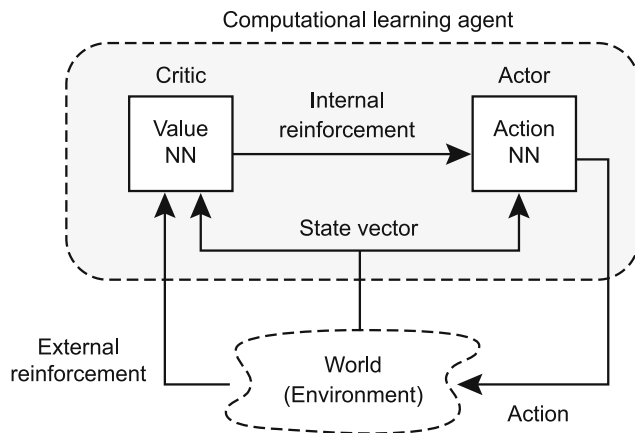 Computational learning agent
Critic
Actor
Value
NN
Internal
reinforcement
Action
NN
State vector
External
reinforcement
World
(Environment)
Action